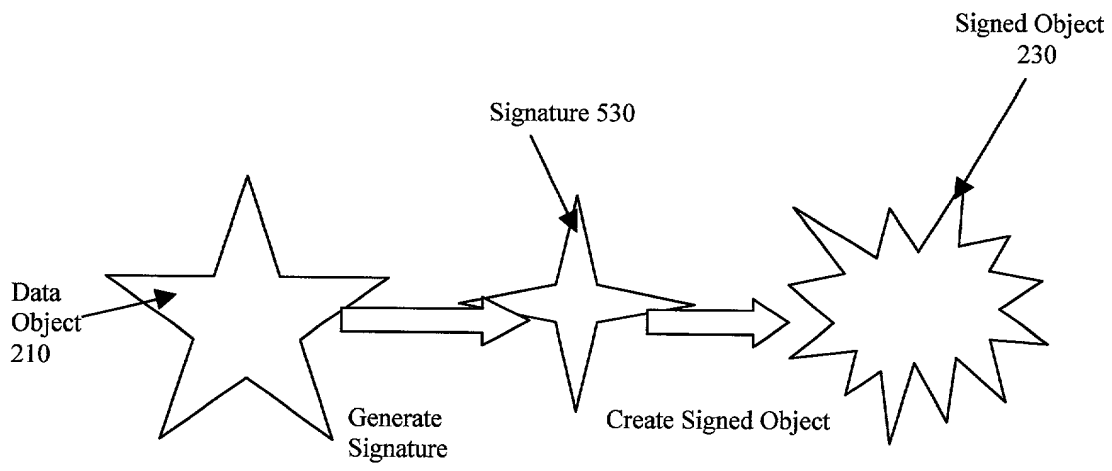 Signed Object
230
Signature 530
Data
Object
210
Generate
Signature
Create Signed Object